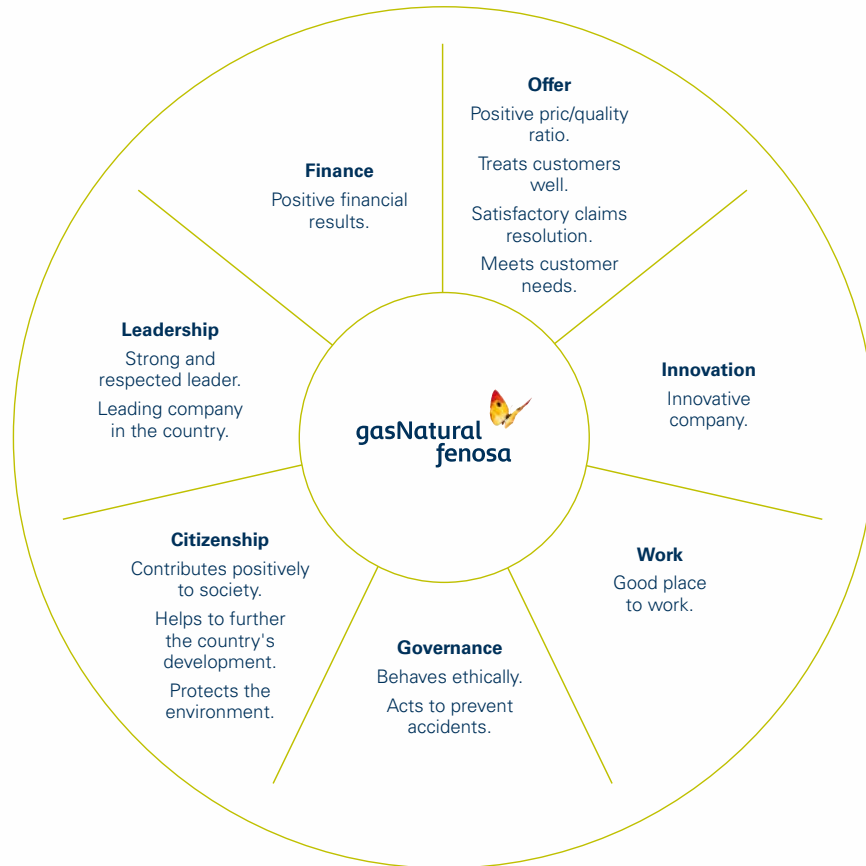 Offer
Positive pric/quality
ratio.
Treats customers
well.
Satisfactory claims
resolution.
Meets customer
needs.
Innovation
Innovative
company.
Work
Good place
to work.
Governance
Behaves ethically.
Acts to prevent
accidents.
Citizenship
Contributes positively
to society.
Helps to further
the country's
development.
Protects the
environment.
Leadership
Strong and
respected leader.
Leading company
in the country.
Finance
Positive financial
results.
gasNatural
fenosa